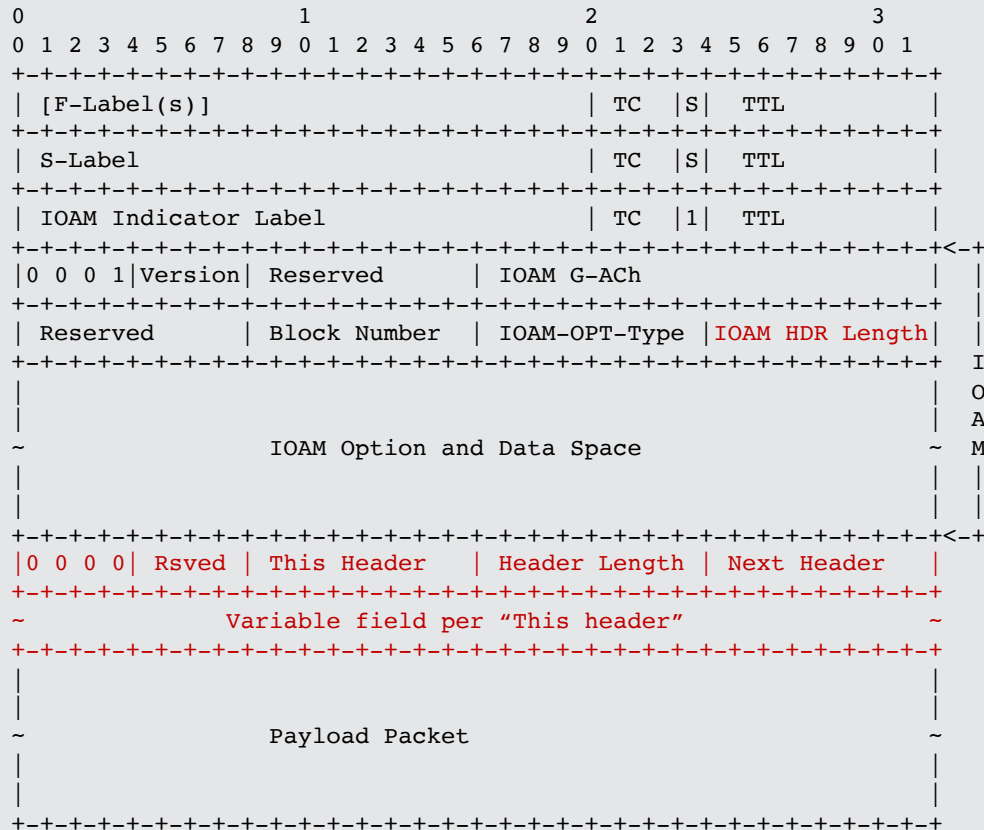 0                   1                   2                   3
0 1 2 3 4 5 6 7 8 9 0 1 2 3 4 5 6 7 8 9 0 1 2 3 4 5 6 7 8 9 0 1
+-+-+-+-+-+-+-+-+-+-+-+-+-+-+-+-+-+-+-+-+-+-+-+-+-+-+-+-+-+-+-+-+
| [F-Label(s)]                          | TC  |S|  TTL          |
+-+-+-+-+-+-+-+-+-+-+-+-+-+-+-+-+-+-+-+-+-+-+-+-+-+-+-+-+-+-+-+-+
| S-Label                               | TC  |S|  TTL          |
+-+-+-+-+-+-+-+-+-+-+-+-+-+-+-+-+-+-+-+-+-+-+-+-+-+-+-+-+-+-+-+-+
| IOAM Indicator Label                  | TC  |1|  TTL          |
+-+-+-+-+-+-+-+-+-+-+-+-+-+-+-+-+-+-+-+-+-+-+-+-+-+-+-+-+-+-+-+-+<-+
|0 0 0 1|Version| Reserved      | IOAM G-ACh                    |  |
+-+-+-+-+-+-+-+-+-+-+-+-+-+-+-+-+-+-+-+-+-+-+-+-+-+-+-+-+-+-+-+-+  |
| Reserved      | Block Number  | IOAM-OPT-Type |IOAM HDR Length|  |
+-+-+-+-+-+-+-+-+-+-+-+-+-+-+-+-+-+-+-+-+-+-+-+-+-+-+-+-+-+-+-+-+  I
|                                                               |  O
|                                                               |  A
~                 IOAM Option and Data Space                    ~  M
|                                                               |  |
|                                                               |  |
+-+-+-+-+-+-+-+-+-+-+-+-+-+-+-+-+-+-+-+-+-+-+-+-+-+-+-+-+-+-+-+-+<-+
|0 0 0 0| Rsved | This Header   | Header Length | Next Header   |
+-+-+-+-+-+-+-+-+-+-+-+-+-+-+-+-+-+-+-+-+-+-+-+-+-+-+-+-+-+-+-+-+
~              Variable field per “This header”                 ~
+-+-+-+-+-+-+-+-+-+-+-+-+-+-+-+-+-+-+-+-+-+-+-+-+-+-+-+-+-+-+-+-+
|                                                               |
|                                                               |
~                 Payload Packet                                ~
|                                                               |
|                                                               |
+-+-+-+-+-+-+-+-+-+-+-+-+-+-+-+-+-+-+-+-+-+-+-+-+-+-+-+-+-+-+-+-+